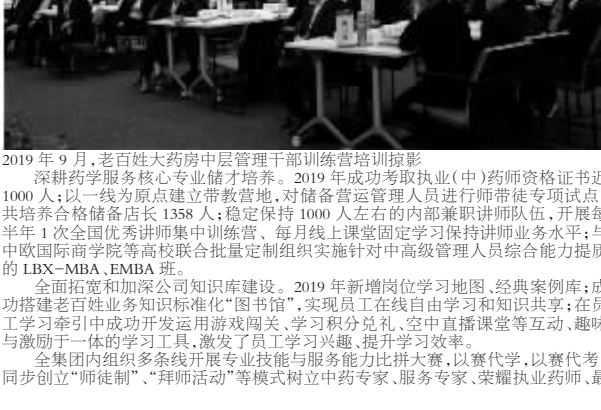 2019 年 9 月，老百姓大药房中层管理干部训练营培训掠影
深耕药学服务核心专业储才培养。2019 年成功考取执业（中）药师资格证书近
1000 人；以一线为原点建立带教营地，对储备营运管理人员进行师带徒专项试点，
共培养合格储备店长 1358 人；稳定保持 1000 人左右的内部兼职讲师队伍，开展每
半年 1 次全国优秀讲师集中训练营、每月线上课堂固定学习保持讲师业务水平；与
中欧国际商学院等高校联合批量定制组织实施针对中高级管理人员综合能力提质
的 LBX-MBA、EMBA 班。
全面拓宽和加深公司知识库建设。2019 年新增岗位学习地图、经典案例库；成
功搭建老百姓业务知识标准化“图书馆”，实现员工在线自由学习和知识共享；在员
工学习牵引中成功开发运用游戏闯关、学习积分兑礼、空中直播课堂等互动、趣味
与激励于一体的学习工具，激发了员工学习兴趣、提升学习效率。
全集团内组织多条线开展专业技能与服务能力比拼大赛，以赛代学，以赛代考，
同步创立“师徒制”、“拜师活动”等模式树立中药专家、服务专家、荣耀执业药师、最